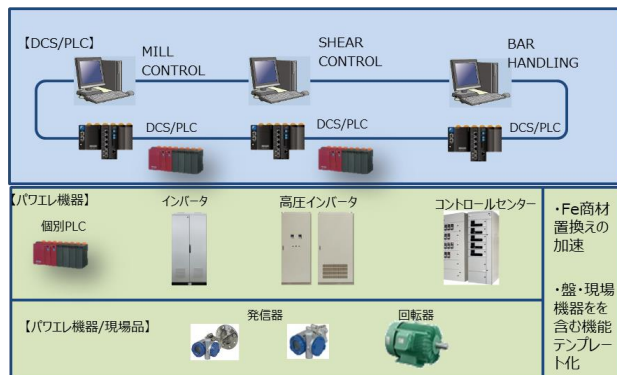 【DCS/PLC】
MILL
CONTROL
SHEAR
CONTROL
BAR
HANDLING
DCS/PLC
DCS/PLC
DCS/PLC
【パワエレ機器】
個別PLC
インバータ
高圧インバータ
コントロールセンター
・Fe商材
置換えの
加速
・盤・現場
機器をを
含む機能
テンプレー
ト化
【パワエレ機器/現場品】
発信器
回転器